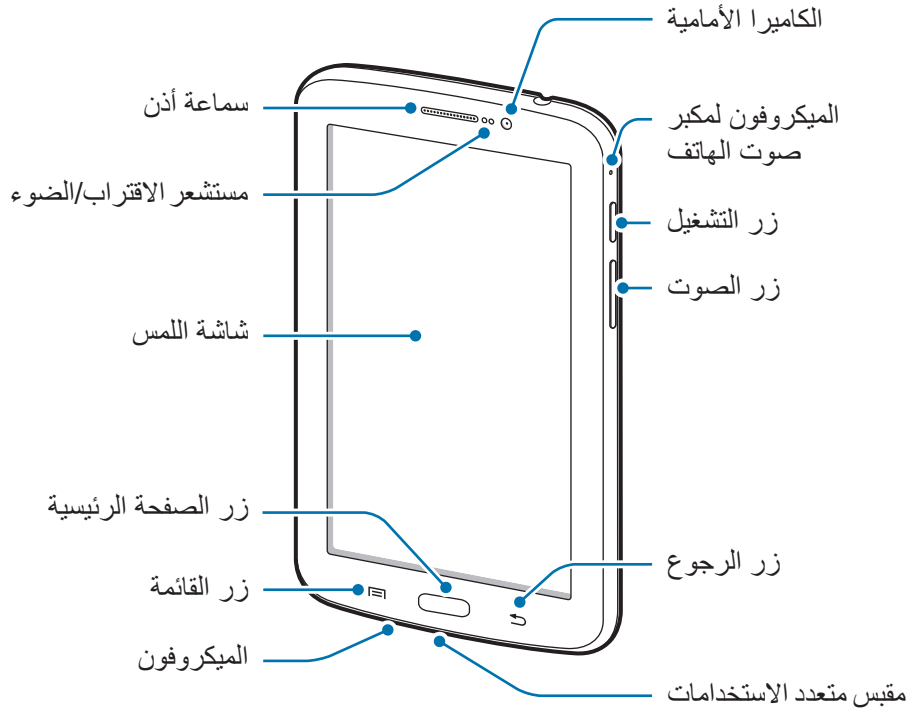 الكاميرا الأمامية
سماعة أذن
الميكروفون لمكبر
صوت الهاتف
مستشعر الاقتراب/الضوء
زر التشغيل
زر الصوت
شاشة اللمس
زر الصفحة الرئيسية
زر الرجوع
زر القائمة
الميكروفون
مقبس متعدد الاستخدامات